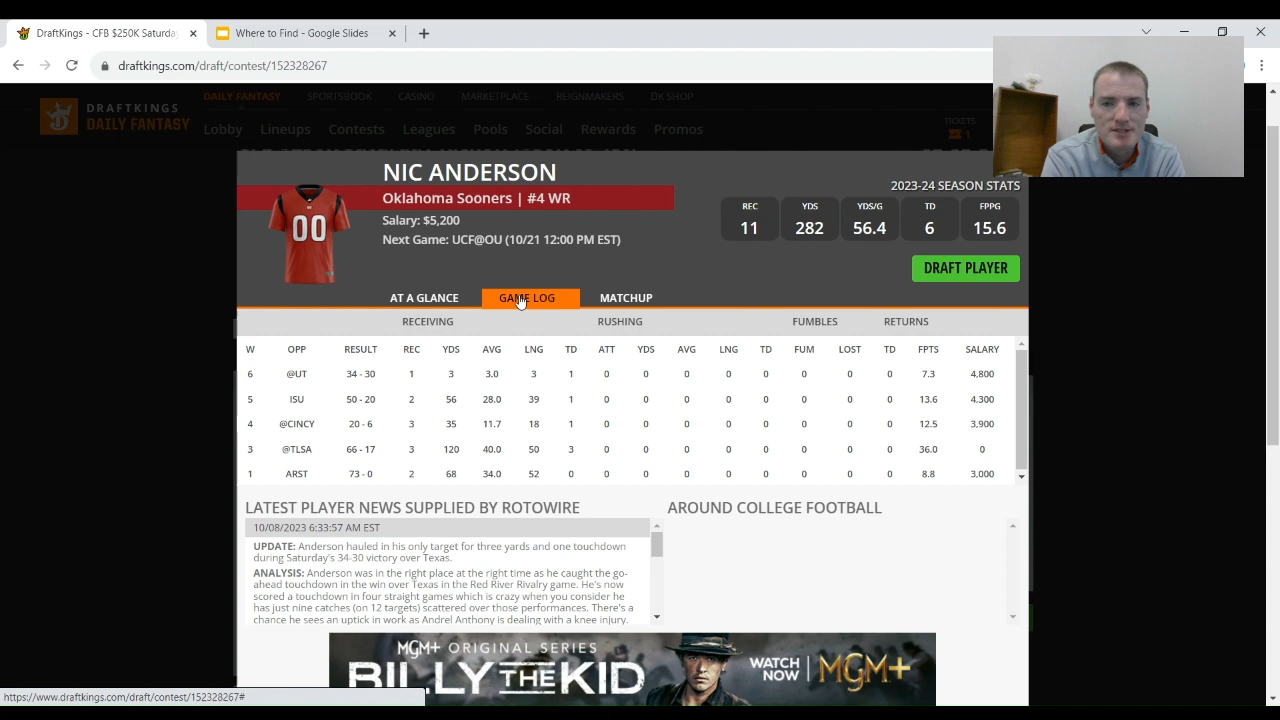 DraftKings - CFB $250K Saturda
Where to Find - Google Slides
draftkings.com/draft/contest/152328267
DRAFTKINGS
DAILY FANTASY
DAILY FANTASY SPORTSBOOK CASINO MARKETPLACE REIGNMAKERS DK SHOP
Lobby Lineups Contests Leagues Pools Social Rewards Promos
TICKETS
1
NIC ANDERSON
Oklahoma Sooners | #4 WR
Salary: $5,200
Next Game: UCF@OU (10/21 12:00 PM EST)
00
2023-24 SEASON STATS
REC YDS YDS/G TD FPPG
11 282 56.4 6 15.6
DRAFT PLAYER
AT A GLANCE GAME LOG MATCHUP
RECEIVING RUSHING FUMBLES RETURNS
W OPP RESULT REC YDS AVG LNG TD ATT YDS AVG LNG TD FUM LOST TD FPTS SALARY
6 @UT 34 - 30 1 3 3.0 3 1 0 0 0 0 0 0 0 0 7.3 4,800
5 ISU 50 - 20 2 56 28.0 39 1 0 0 0 0 0 0 0 0 13.6 4,300
4 @CINCY 20 - 6 3 35 11.7 18 1 0 0 0 0 0 0 0 0 12.5 3,900
3 @TLSA 66 - 17 3 120 40.0 50 3 0 0 0 0 0 0 0 0 36.0 0
1 ARST 73 - 0 2 68 34.0 52 0 0 0 0 0 0 0 0 0 8.8 3,000
LATEST PLAYER NEWS SUPPLIED BY ROTOWIRE
10/08/2023 6:33:57 AM EST
UPDATE: Anderson hauled in his only target for three yards and one touchdown
during Saturday's 34-30 victory over Texas.
ANALYSIS: Anderson was in the right place at the right time as he caught the go-
ahead touchdown in the win over Texas in the Red River Rivalry game. He's now
scored a touchdown in four straight games which is crazy when you consider he
has just nine catches (on 12 targets) scattered over those performances. There's a
chance he sees an uptick in work as Andrel Anthony is dealing with a knee injury.
AROUND COLLEGE FOOTBALL
MGM+ ORIGINAL SERIES
BILLY THE KID
WATCH
NOW
MGM+
https://www.draftkings.com/draft/contest/152328267#